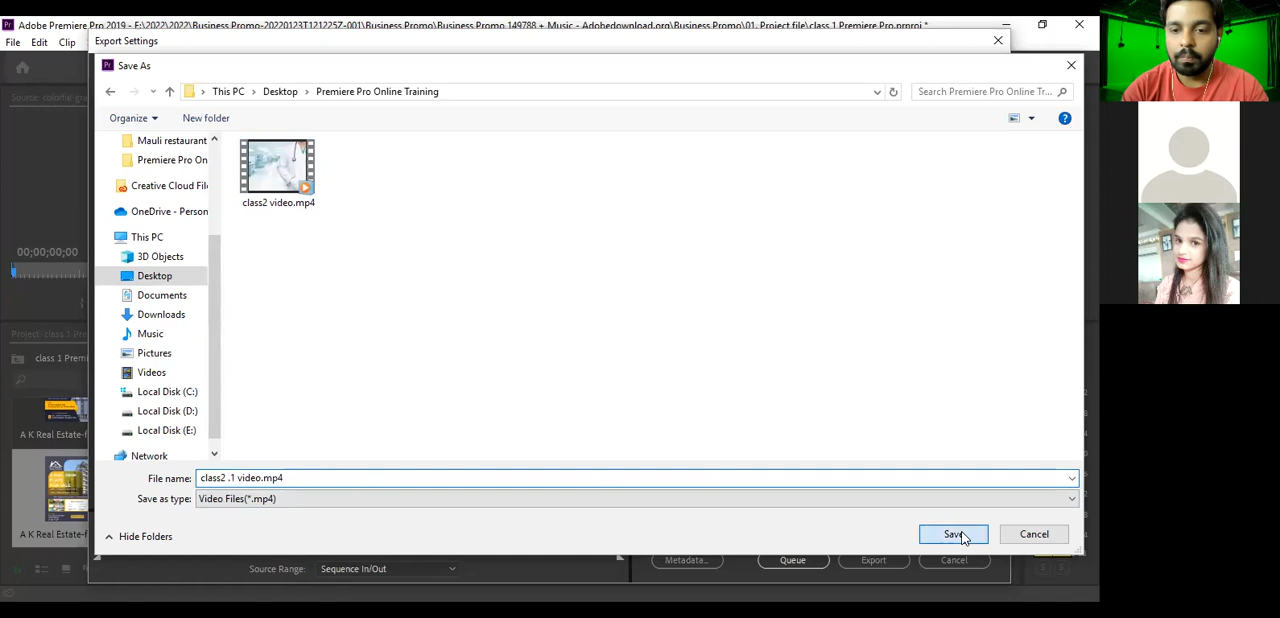 Adobe Premiere Pro 2019 - E:\2022\2022\Business Promo-20220123T121225Z-001\Business Promo\Business Promo 149788 + Music - Adobedownload.org\Business Promo\01. Project file\class 1 Premiere Pro.prproj *
File Edit Clip
Export Settings
Save As
This PC > Desktop > Premiere Pro Online Training
Search Premiere Pro Online Tr...
Organize
New folder
Mauli restaurant
Premiere Pro On
Creative Cloud Fil
OneDrive - Person
This PC
3D Objects
Desktop
Documents
Downloads
Music
Pictures
Videos
Local Disk (C:)
Local Disk (D:)
Local Disk (E:)
Network
class2 video.mp4
00;00;00;00
Project: class 1 Pre
class 1 Premi
A K Real Estate-f
A K Real Estate-f
File name: class2 .1 video.mp4
Save as type: Video Files(*.mp4)
Hide Folders
Save
Cancel
Source Range: Sequence In/Out
Metadata...
Queue
Export
Cancel